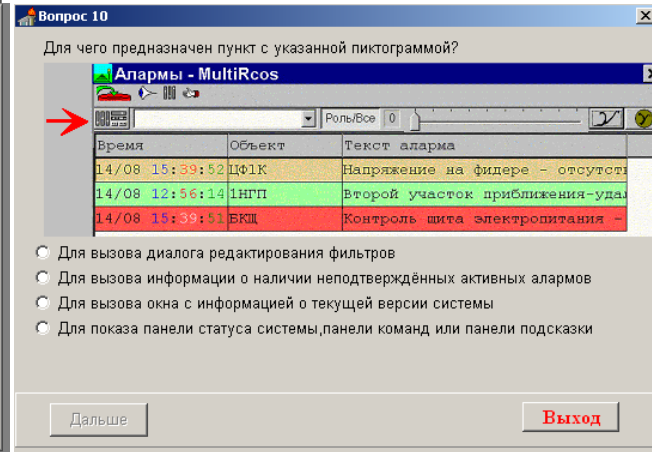 Вопрос 10
Для чего предназначен пункт с указанной пиктограммой?
Алармы - MultiRcos
Роль/Все 0
Время Объект Текст аларма
14/08 15:39:52 ЦФ1К Напряжение на фидере - отсутст
14/08 12:56:14 1НГП Второй участок приближения-уда
14/08 15:39:51 ВКЩ Контроль щита электропитания -
Для вызова диалога редактирования фильтров
Для вызова информации о наличии неподтверждённых активных алармов
Для вызова окна с информацией о текущей версии системы
Для показа панели статуса системы,панели команд или панели подсказки
Дальше Выход